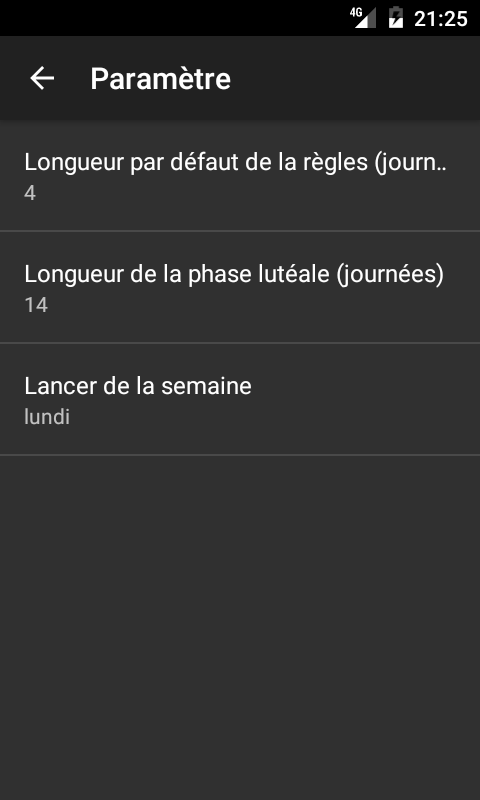 4G 21:25
Paramètre
Longueur par défaut de la règles (journ..
4
Longueur de la phase lutéale (journées)
14
Lancer de la semaine
lundi